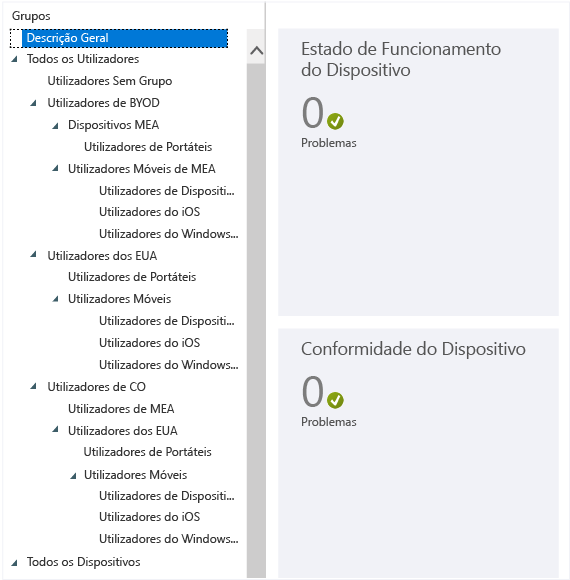 Grupos
Descrição Geral
Todos os Utilizadores
Utilizadores Sem Grupo
Utilizadores de BYOD
Dispositivos MEA
Utilizadores de Portáteis
Utilizadores Móveis de MEA
Utilizadores de Dispositi...
Utilizadores do iOS
Utilizadores do Windows...
Utilizadores dos EUA
Utilizadores de Portáteis
Utilizadores Móveis
Utilizadores de Dispositi...
Utilizadores do iOS
Utilizadores do Windows...
Utilizadores de CO
Utilizadores de MEA
Utilizadores dos EUA
Utilizadores de Portáteis
Utilizadores Móveis
Utilizadores de Dispositi...
Utilizadores do iOS
Utilizadores do Windows...
Todos os Dispositivos
Estado de Funcionamento
do Dispositivo
0
Problemas
Conformidade do Dispositivo
0
Problemas